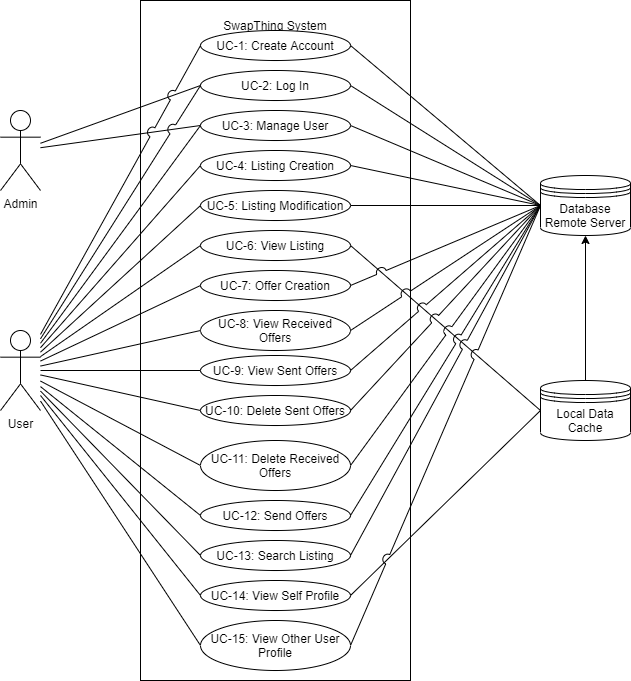 SwapThing System
UC-1: Create Account
UC-2: Log In
UC-3: Manage User
UC-4: Listing Creation
UC-5: Listing Modification
UC-6: View Listing
UC-7: Offer Creation
UC-8: View Received
Offers
UC-9: View Sent Offers
UC-10: Delete Sent Offers
UC-11: Delete Received
Offers
UC-12: Send Offers
UC-13: Search Listing
UC-14: View Self Profile
UC-15: View Other User
Profile
Admin
User
Database
Remote Server
Local Data
Cache